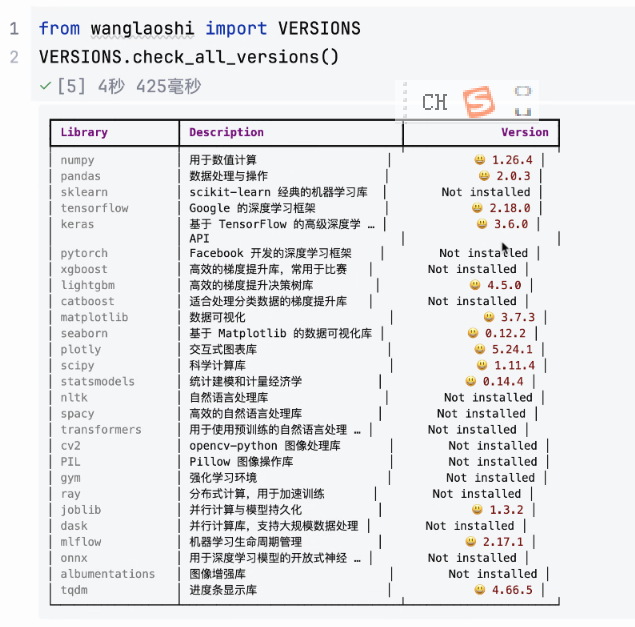 1 from wanglaoshi import VERSIONS
2 VERSIONS.check_all_versions()
✓ [5] 4秒 425毫秒
CH S
Library Description Version
numpy 用于数值计算 😃 1.26.4
pandas 数据处理与操作 😃 2.0.3
sklearn scikit-learn 经典的机器学习库 Not installed
tensorflow Google 的深度学习框架 😃 2.18.0
keras 基于 TensorFlow 的高级深度学 … 😃 3.6.0
API
pytorch Facebook 开发的深度学习框架 Not installed
xgboost 高效的梯度提升库，常用于比赛 Not installed
lightgbm 高效的梯度提升决策树库 😃 4.5.0
catboost 适合处理分类数据的梯度提升库 Not installed
matplotlib 数据可视化 😃 3.7.3
seaborn 基于 Matplotlib 的数据可视化库 😃 0.12.2
plotly 交互式图表库 😃 5.24.1
scipy 科学计算库 😃 1.11.4
statsmodels 统计建模和计量经济学 😃 0.14.4
nltk 自然语言处理库 Not installed
spacy 高效的自然语言处理库 Not installed
transformers 用于使用预训练的自然语言处理 … Not installed
cv2 opencv-python 图像处理库 Not installed
PIL Pillow 图像操作库 Not installed
gym 强化学习环境 Not installed
ray 分布式计算，用于加速训练 Not installed
joblib 并行计算与模型持久化 😃 1.3.2
dask 并行计算库，支持大规模数据处理 Not installed
mlflow 机器学习生命周期管理 😃 2.17.1
onnx 用于深度学习模型的开放式神经 … Not installed
albumentations 图像增强库 Not installed
tqdm 进度条显示库 😃 4.66.5